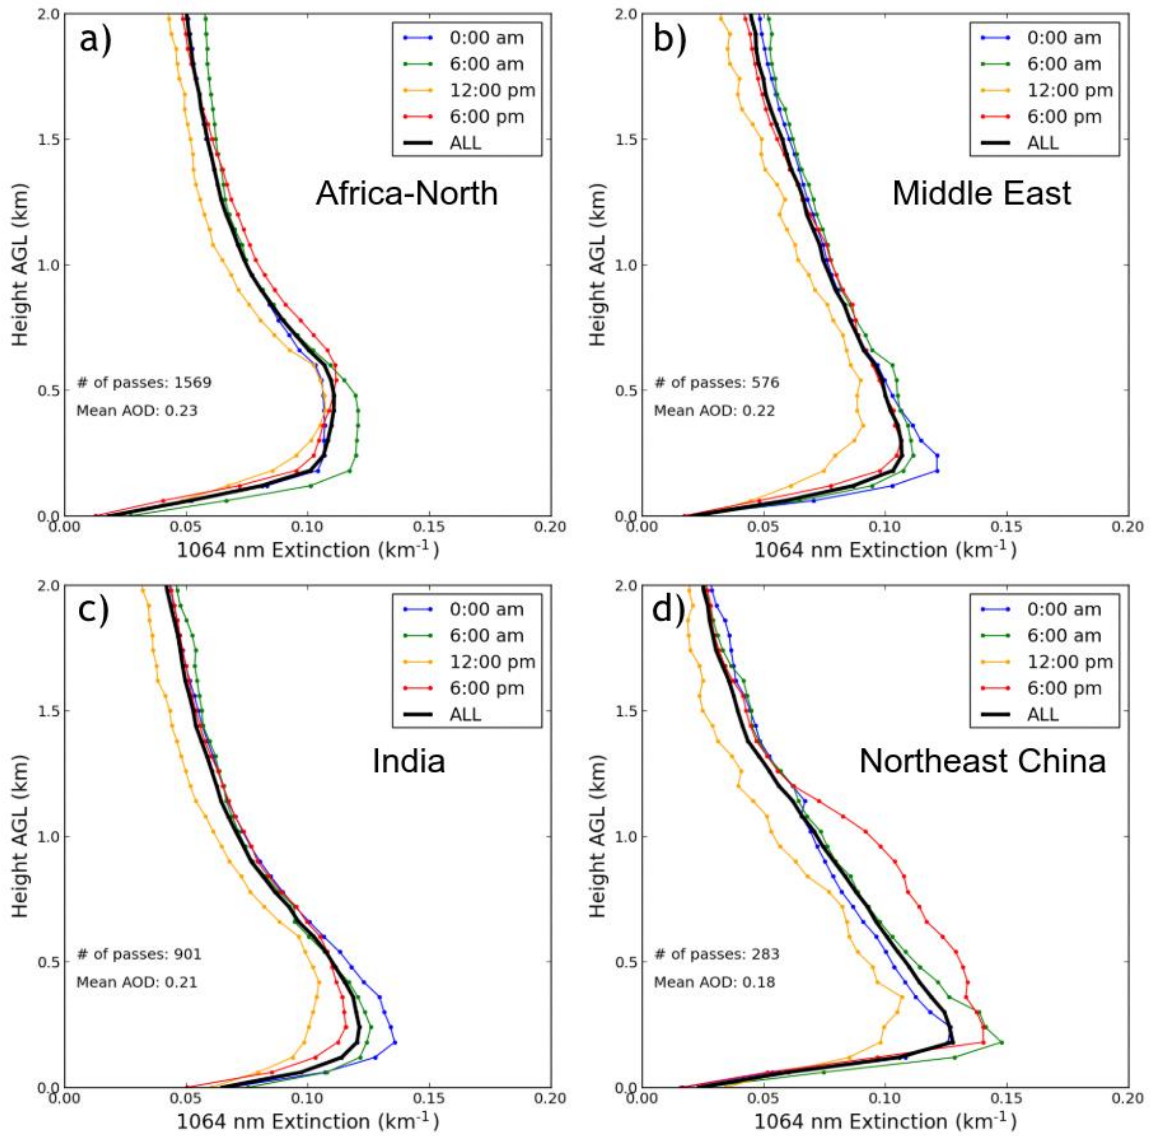 a)
0:00 am
6:00 am
12:00 pm
6:00 pm
ALL
Africa-North
# of passes: 1569
Mean AOD: 0.23
Height AGL (km)
2.0
1.5
1.0
0.5
0.0
0.00 0.05 0.10 0.15 0.20
1064 nm Extinction (km⁻¹)
b)
0:00 am
6:00 am
12:00 pm
6:00 pm
ALL
Middle East
# of passes: 576
Mean AOD: 0.22
Height AGL (km)
2.0
1.5
1.0
0.5
0.0
0.00 0.05 0.10 0.15 0.20
1064 nm Extinction (km⁻¹)
c)
0:00 am
6:00 am
12:00 pm
6:00 pm
ALL
India
# of passes: 901
Mean AOD: 0.21
Height AGL (km)
2.0
1.5
1.0
0.5
0.0
0.00 0.05 0.10 0.15 0.20
1064 nm Extinction (km⁻¹)
d)
0:00 am
6:00 am
12:00 pm
6:00 pm
ALL
Northeast China
# of passes: 283
Mean AOD: 0.18
Height AGL (km)
2.0
1.5
1.0
0.5
0.0
0.00 0.05 0.10 0.15 0.20
1064 nm Extinction (km⁻¹)